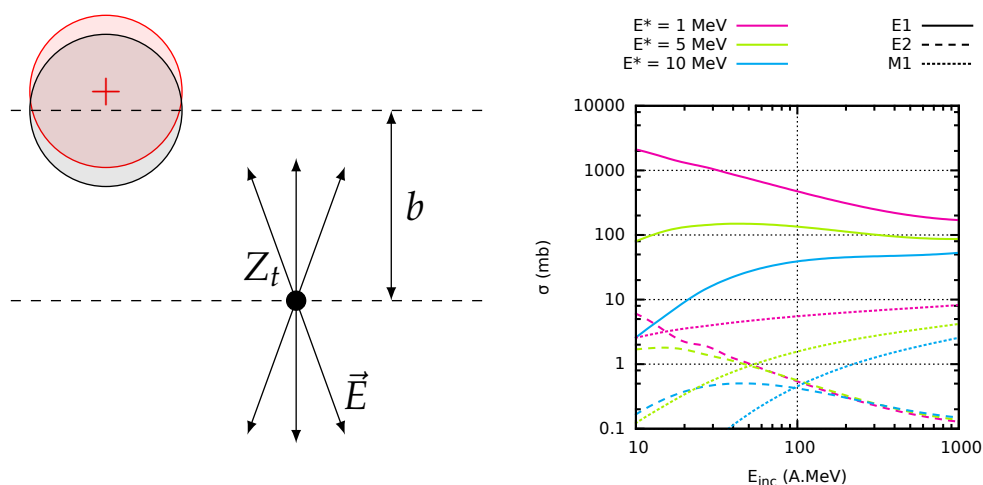 b
Z_t
E⃗
E* = 1 MeV
E* = 5 MeV
E* = 10 MeV
E1
E2
M1
10000
1000
100
10
1
0.1
σ (mb)
10
100
1000
E_inc (A.MeV)